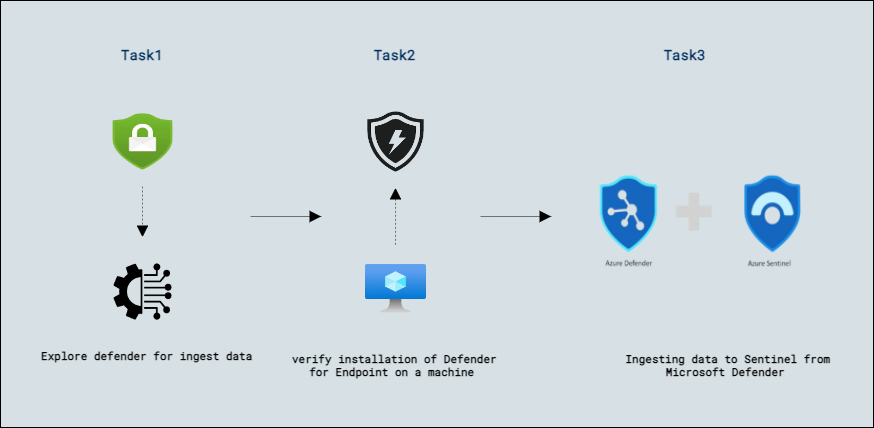 Task1
Task2
Task3
Azure Defender
Azure Sentinel
Explore defender for ingest data
verify installation of Defender
for Endpoint on a machine
Ingesting data to Sentinel from
Microsoft Defender